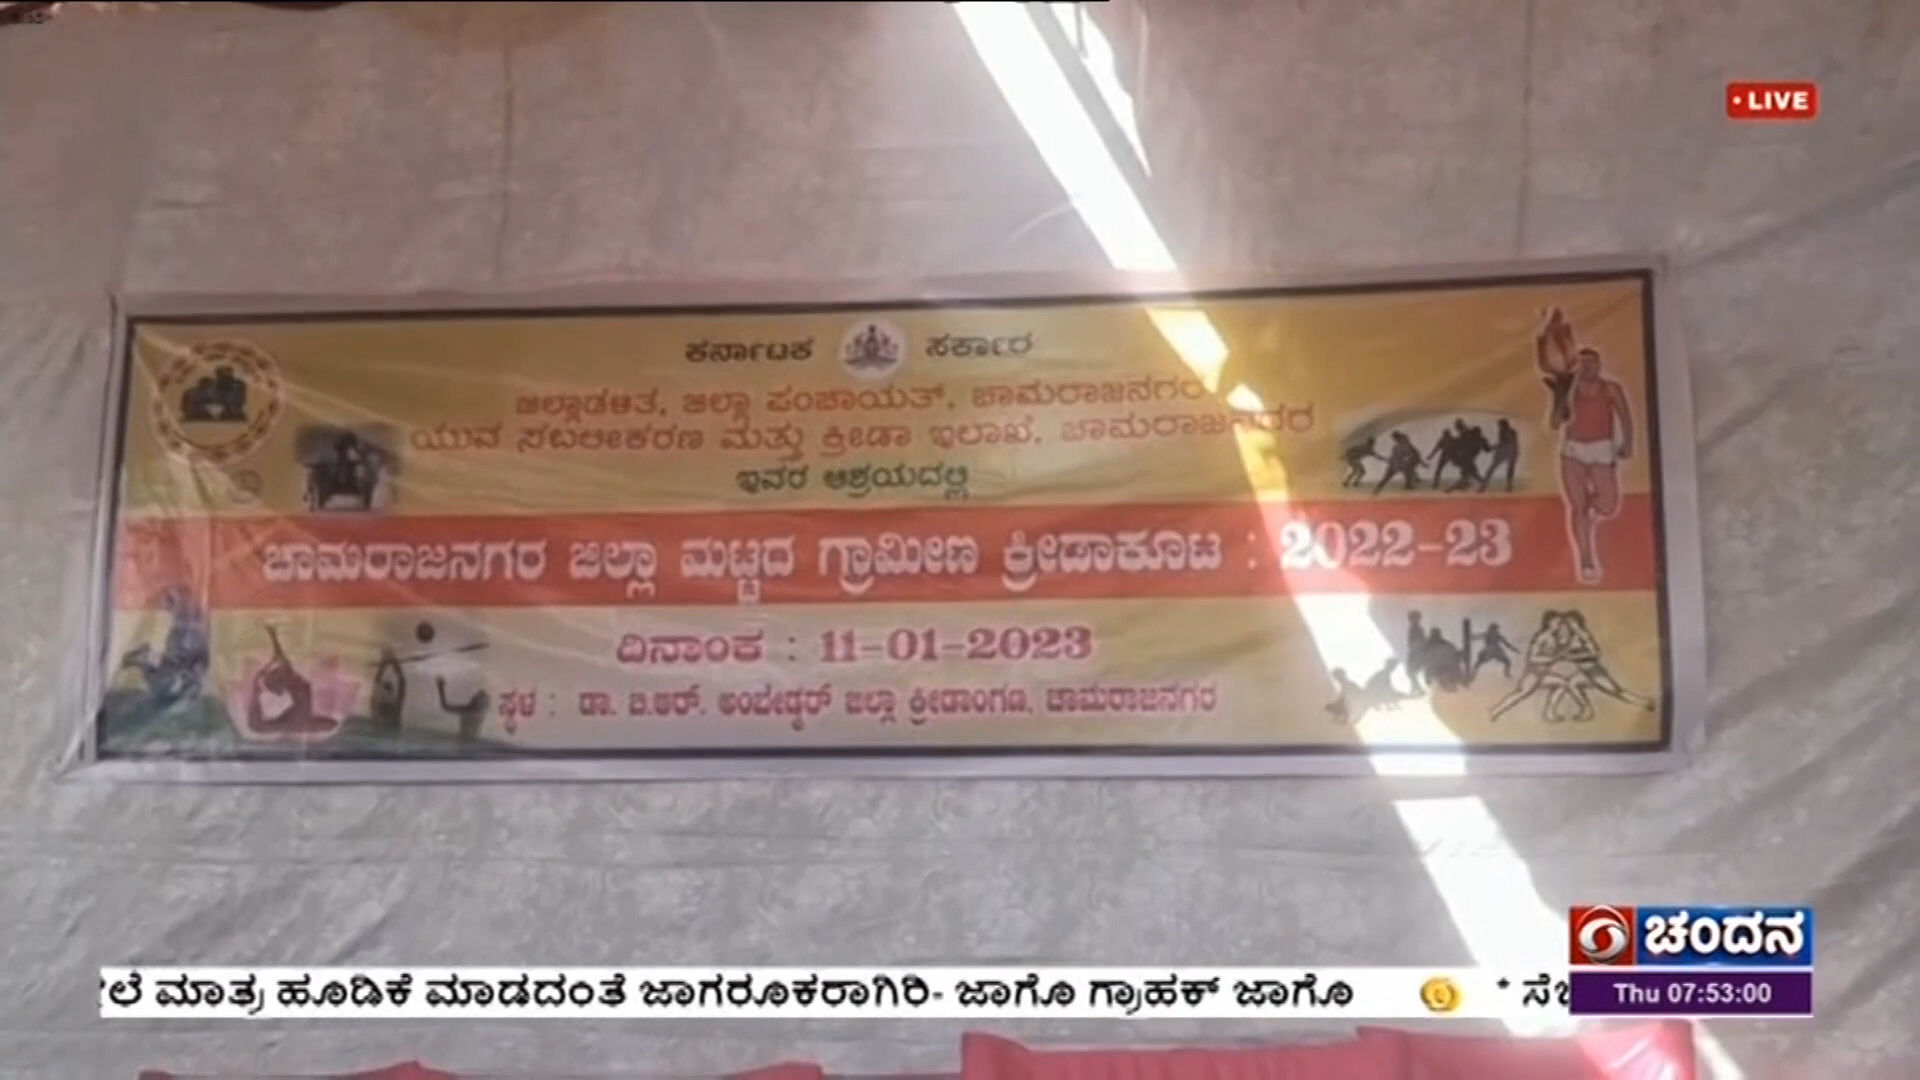 LIVE
ಕರ್ನಾಟಕ ಸರ್ಕಾರ
ಜಿಲ್ಲಾಡಳಿತ, ಜಿಲ್ಲಾ ಪಂಚಾಯತ್, ಚಾಮರಾಜನಗರ
ಯುವ ಸಬಲೀಕರಣ ಮತ್ತು ಕ್ರೀಡಾ ಇಲಾಖೆ, ಚಾಮರಾಜನಗರ
ಇವರ ಆಶ್ರಯದಲ್ಲಿ
ಚಾಮರಾಜನಗರ ಜಿಲ್ಲಾ ಮಟ್ಟದ ಗ್ರಾಮೀಣ ಕ್ರೀಡಾಕೂಟ : 2022-23
ದಿನಾಂಕ : 11-01-2023
ಸ್ಥಳ : ಡಾ. ಬಿ.ಆರ್. ಅಂಬೇಡ್ಕರ್ ಜಿಲ್ಲಾ ಕ್ರೀಡಾಂಗಣ, ಚಾಮರಾಜನಗರ
ಚಂದನ
ಮಾತ್ರ ಹೂಡಿಕೆ ಮಾಡದಂತೆ ಜಾಗರೂಕರಾಗಿರಿ- ಜಾಗೊ ಗ್ರಾಹಕ್ ಜಾಗೊ *
Thu 07:53:00